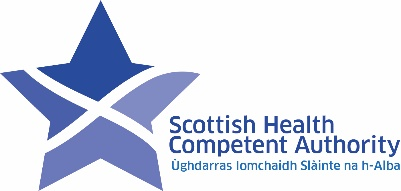 Scottish Health
Competent Authority
Ùghdarras Iomchaidh Slàinte na h-Alba